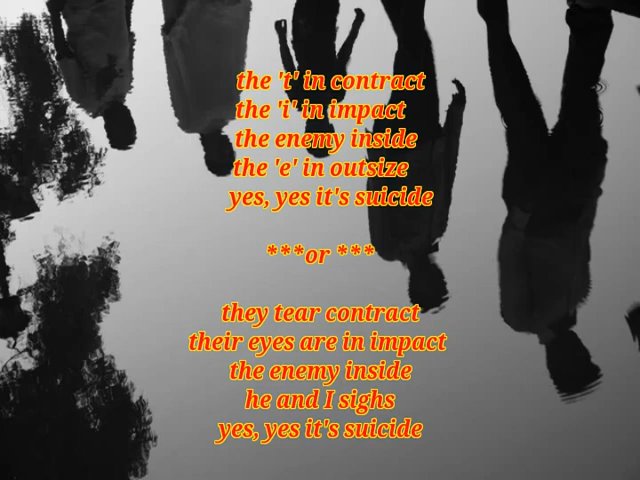 the 't' in contract
the 'i' in impact
the enemy inside
the 'e' in outsize
yes, yes it's suicide
***or ***
they tear contract
their eyes are in impact
the enemy inside
he and I sighs
yes, yes it's suicide